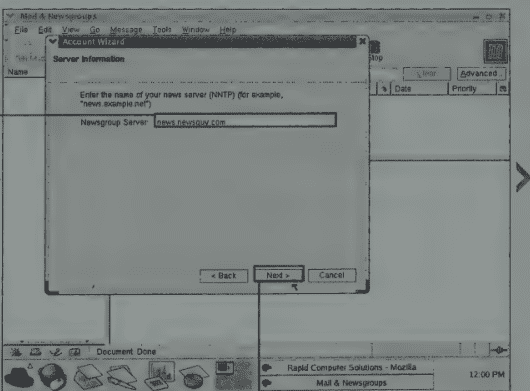 Mail & Newsgroups
File Edit View Go Message Tools Window Help
Account Wizard
Server Information
Clear Advanced...
Name Date Priority
Enter the name of your news server (NNTP) (for example,
"news.example.net")
Newsgroup Server news.newsguy.com
< Back Next > Cancel
Document: Done
Rapid Computer Solutions - Mozilla
Mail & Newsgroups
12:00 PM